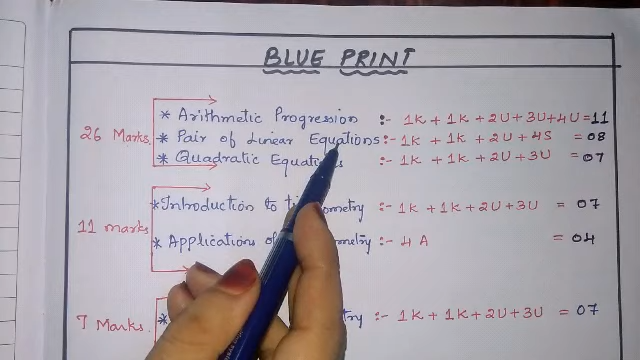 BLUE PRINT
* Arithmetic Progression :- 1K + 1K + 2U + 3U + 4U = 11
26 Marks. * Pair of Linear Equations :- 1K + 1K + 2U + 4S = 08
* Quadratic Equations :- 1K + 1K + 2U + 3U = 07
* Introduction to :- 1K + 1K + 2U + 3U = 07
11 marks
* Applications of :- 4 A = 04
7 Marks. * :- 1K + 1K + 2U + 3U = 07